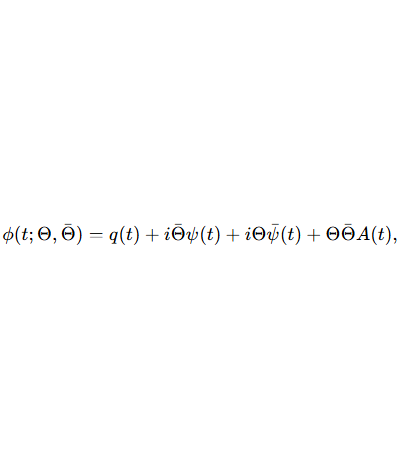 ϕ(t; Θ, Θ̄) = q(t) + iΘ̄ψ(t) + iΘψ̄(t) + ΘΘ̄A(t),